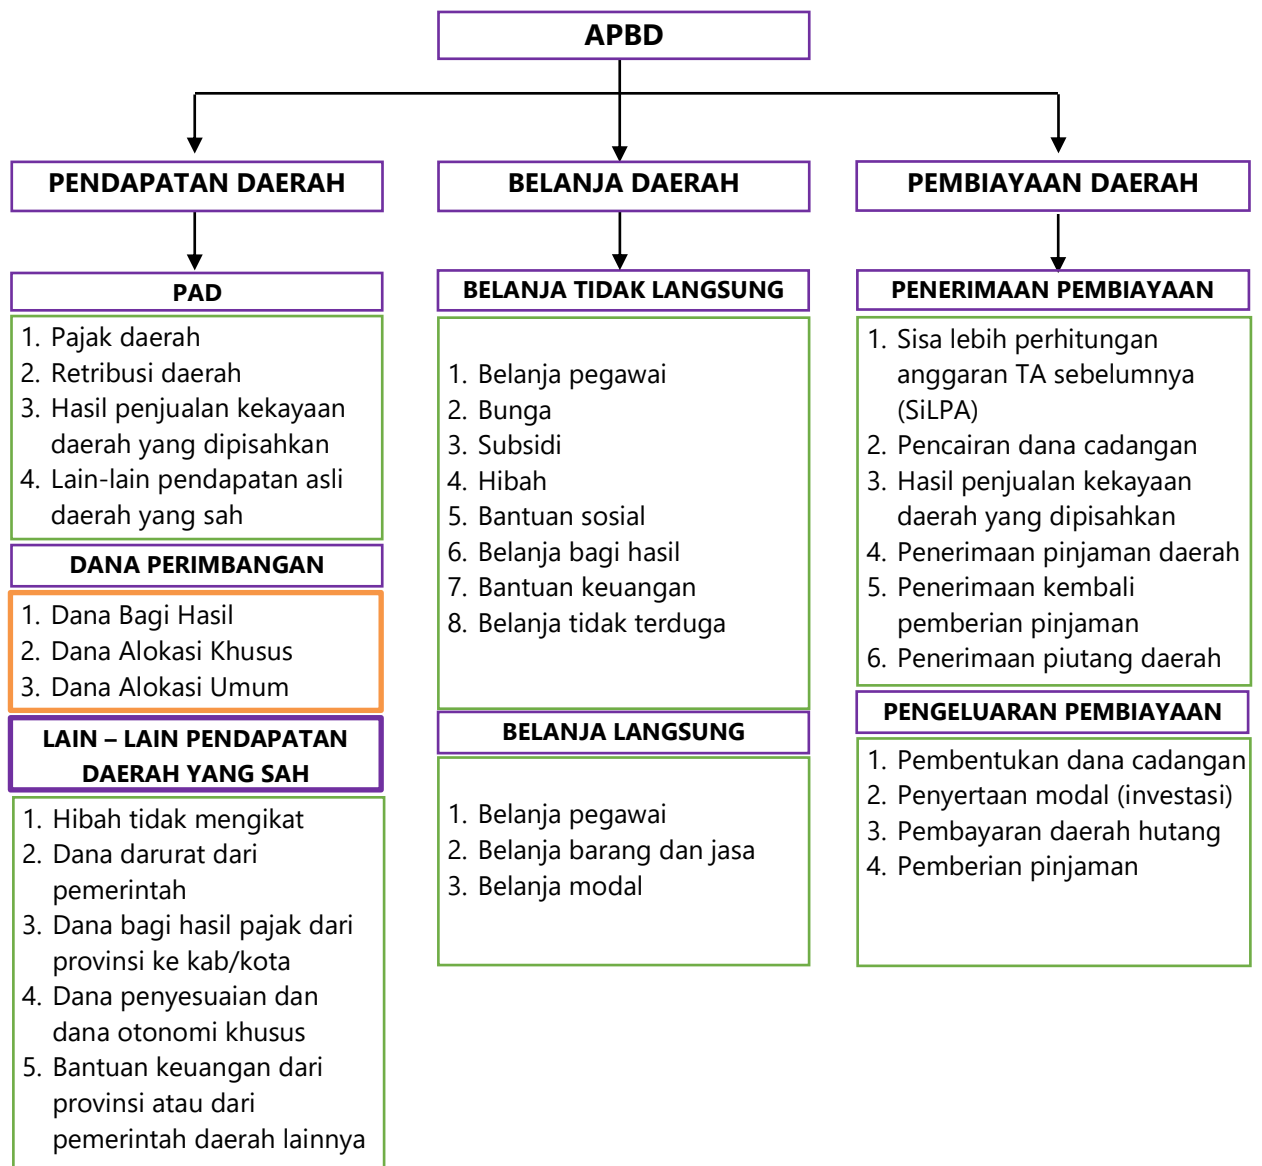 APBD
PENDAPATAN DAERAH
PAD
1. Pajak daerah
2. Retribusi daerah
3. Hasil penjualan kekayaan
daerah yang dipisahkan
4. Lain-lain pendapatan asli
daerah yang sah
DANA PERIMBANGAN
1. Dana Bagi Hasil
2. Dana Alokasi Khusus
3. Dana Alokasi Umum
LAIN – LAIN PENDAPATAN
DAERAH YANG SAH
1. Hibah tidak mengikat
2. Dana darurat dari
pemerintah
3. Dana bagi hasil pajak dari
provinsi ke kab/kota
4. Dana penyesuaian dan
dana otonomi khusus
5. Bantuan keuangan dari
provinsi atau dari
pemerintah daerah lainnya
BELANJA DAERAH
BELANJA TIDAK LANGSUNG
1. Belanja pegawai
2. Bunga
3. Subsidi
4. Hibah
5. Bantuan sosial
6. Belanja bagi hasil
7. Bantuan keuangan
8. Belanja tidak terduga
BELANJA LANGSUNG
1. Belanja pegawai
2. Belanja barang dan jasa
3. Belanja modal
PEMBIAYAAN DAERAH
PENERIMAAN PEMBIAYAAN
1. Sisa lebih perhitungan
anggaran TA sebelumnya
(SiLPA)
2. Pencairan dana cadangan
3. Hasil penjualan kekayaan
daerah yang dipisahkan
4. Penerimaan pinjaman daerah
5. Penerimaan kembali
pemberian pinjaman
6. Penerimaan piutang daerah
PENGELUARAN PEMBIAYAAN
1. Pembentukan dana cadangan
2. Penyertaan modal (investasi)
3. Pembayaran daerah hutang
4. Pemberian pinjaman